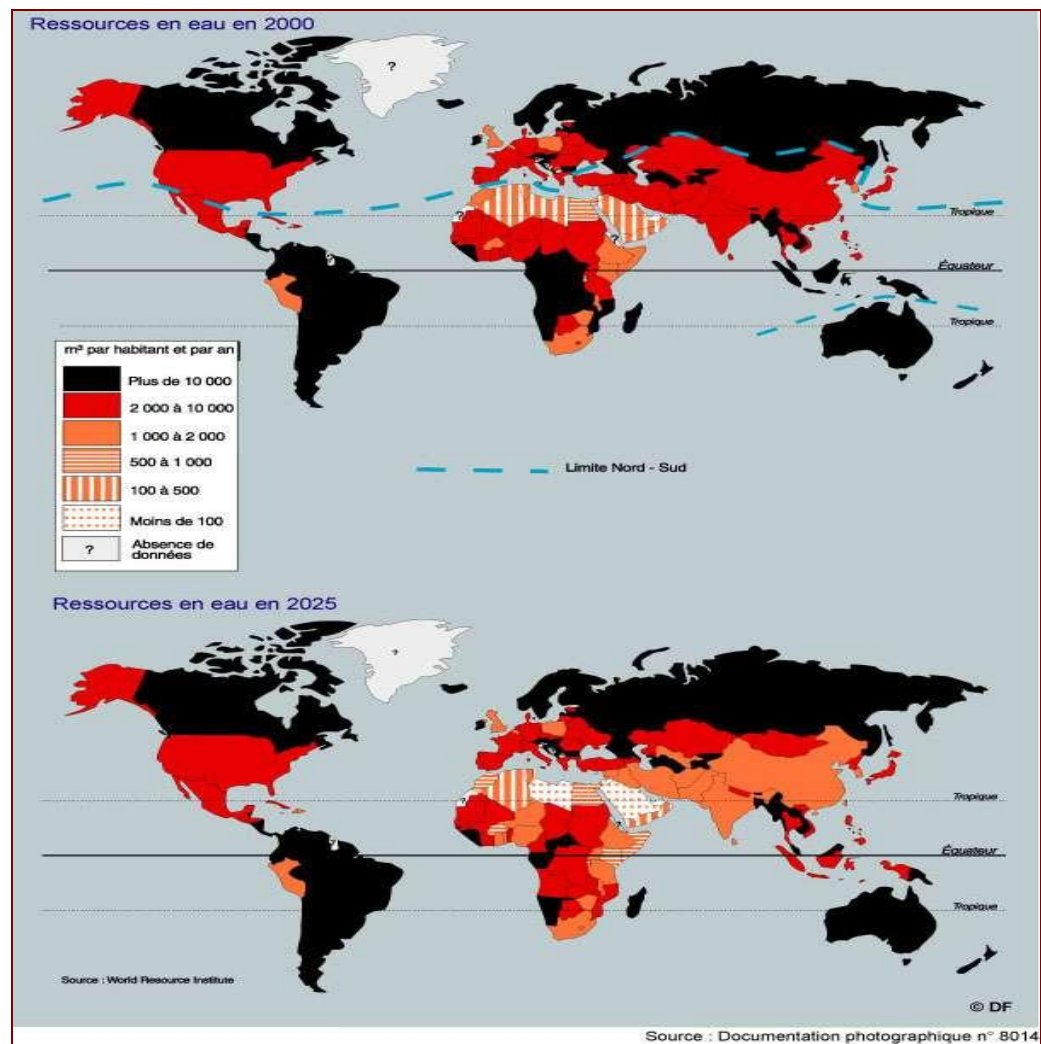 Ressources en eau en 2000
?
Tropique
?
?
?
Équateur
Tropique
m³ par habitant et par an
Plus de 10 000
2 000 à 10 000
1 000 à 2 000
500 à 1 000
100 à 500
Moins de 100
?
Absence de
données
Limite Nord - Sud
Ressources en eau en 2025
?
Tropique
?
?
Équateur
Tropique
Source : World Resource Institute
© DF
Source : Documentation photographique n° 8014